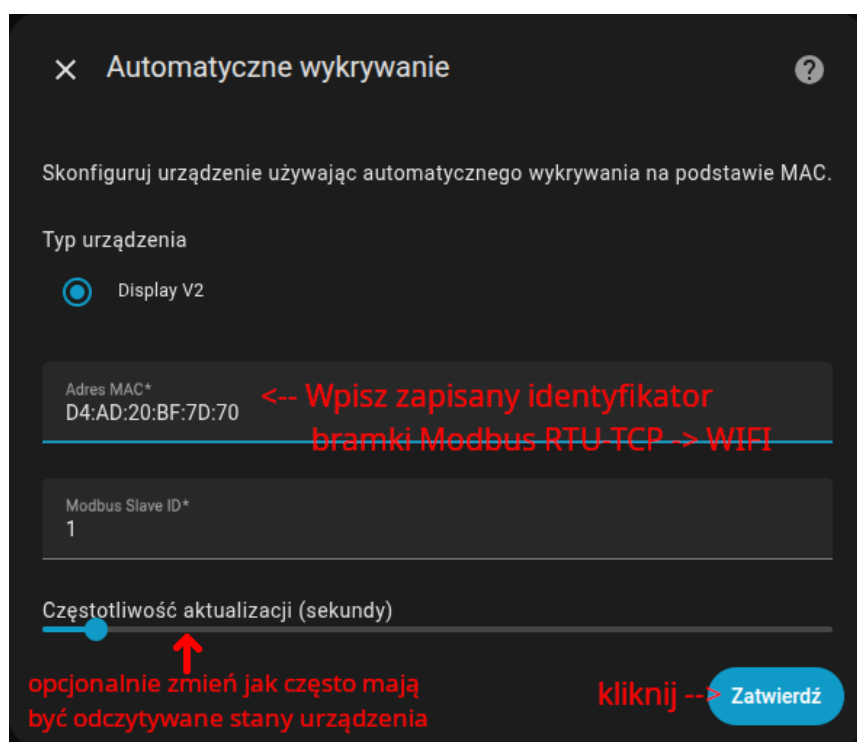 Automatyczne wykrywanie
Skonfiguruj urządzenie używając automatycznego wykrywania na podstawie MAC.
Typ urządzenia
Display V2
Adres MAC*
D4:AD:20:BF:7D:70
<-- Wpisz zapisany identyfikator
bramki Modbus RTU-TCP -> WIFI
Modbus Slave ID*
1
Częstotliwość aktualizacji (sekundy)
opcjonalnie zmień jak często mają
być odczytywane stany urządzenia
kliknij --> Zatwierdź